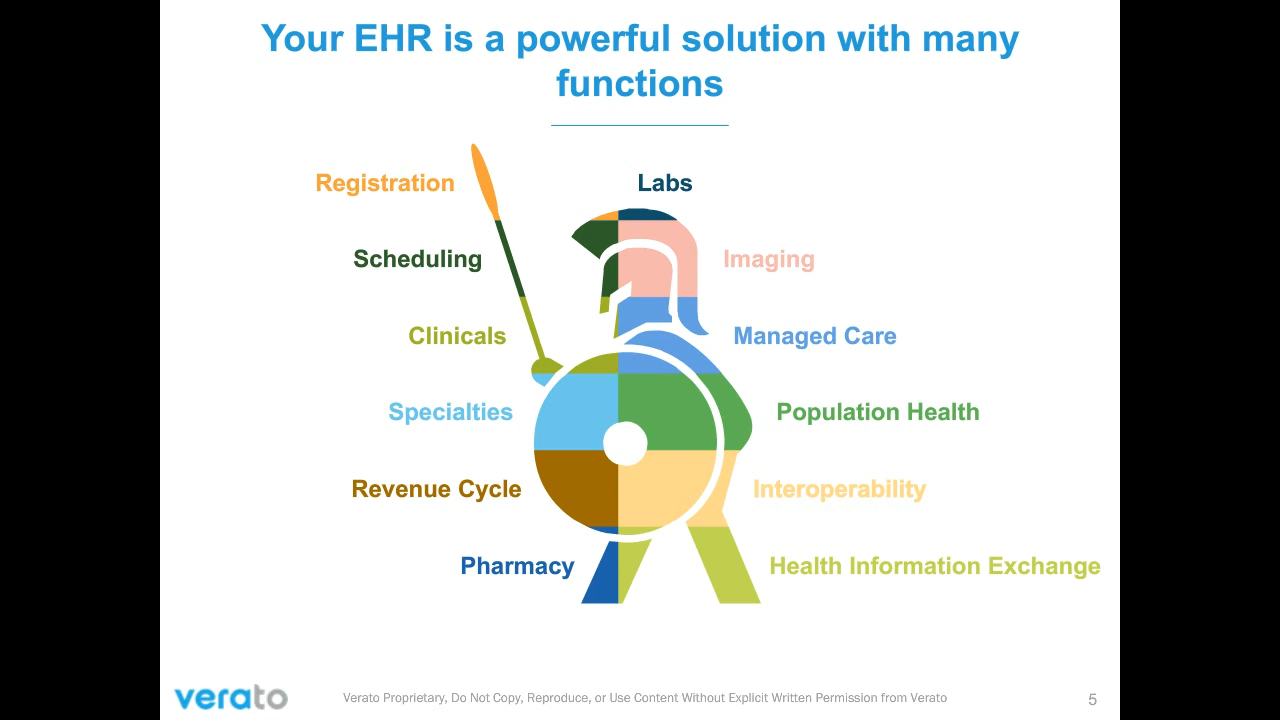 Your EHR is a powerful solution with many
functions
Registration
Labs
Scheduling
Imaging
Clinicals
Managed Care
Specialties
Population Health
Revenue Cycle
Interoperability
Pharmacy
Health Information Exchange
verato
Verato Proprietary, Do Not Copy, Reproduce, or Use Content Without Explicit Written Permission from Verato
5